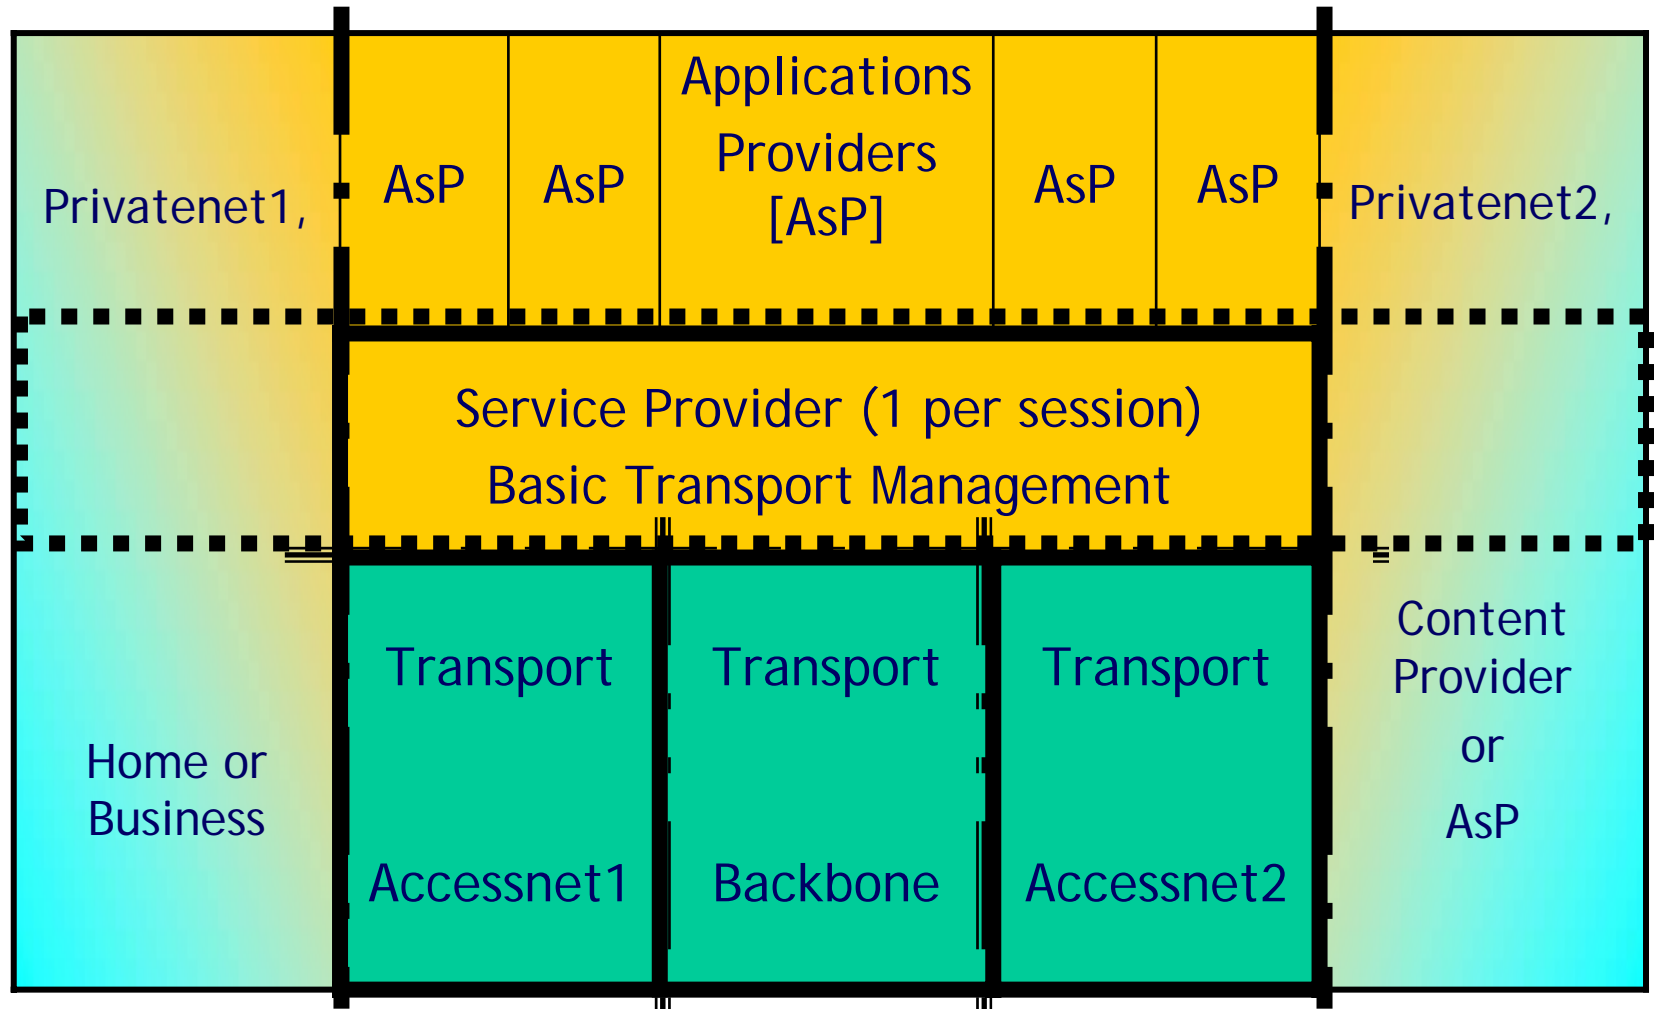 Privatenet1,
Home or
Business
AsP
AsP
Applications
Providers
[AsP]
AsP
AsP
Service Provider (1 per session)
Basic Transport Management
Transport
Accessnet1
Transport
Backbone
Transport
Accessnet2
Privatenet2,
Content
Provider
or
AsP